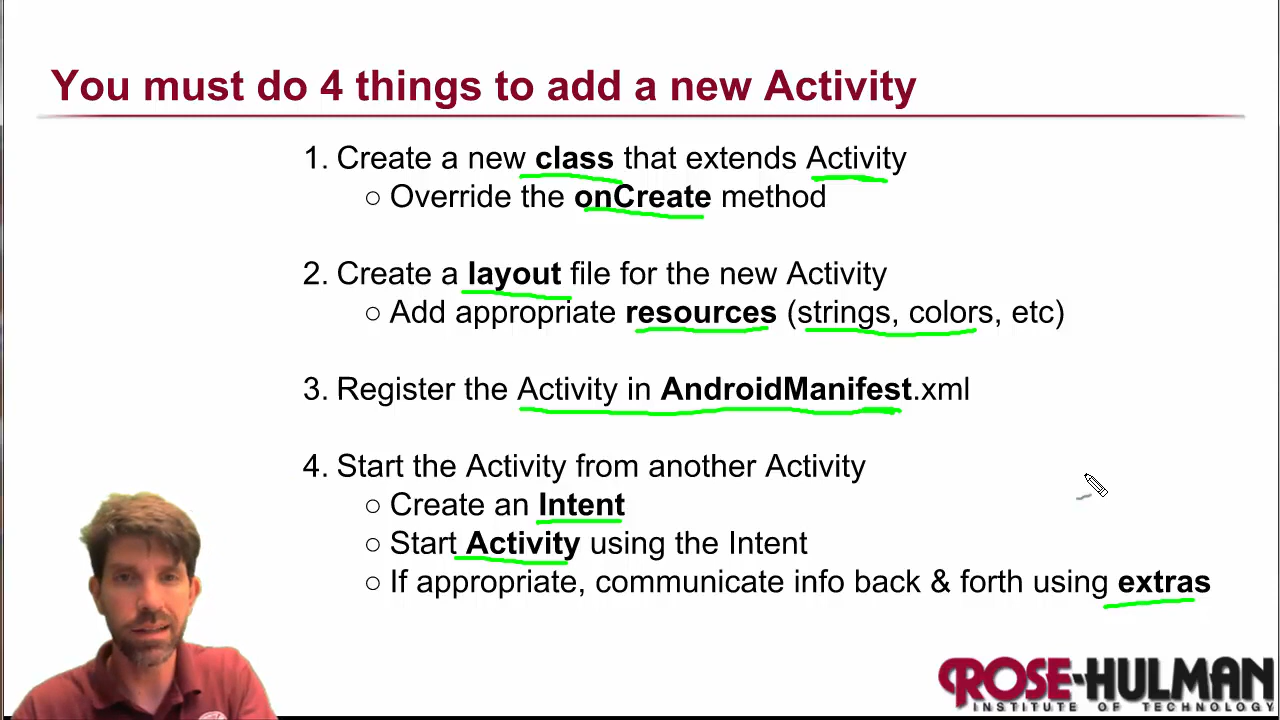 You must do 4 things to add a new Activity
1. Create a new class that extends Activity
○ Override the onCreate method
2. Create a layout file for the new Activity
○ Add appropriate resources (strings, colors, etc)
3. Register the Activity in AndroidManifest.xml
4. Start the Activity from another Activity
○ Create an Intent
○ Start Activity using the Intent
○ If appropriate, communicate info back & forth using extras
ROSE-HULMAN
INSTITUTE OF TECHNOLOGY